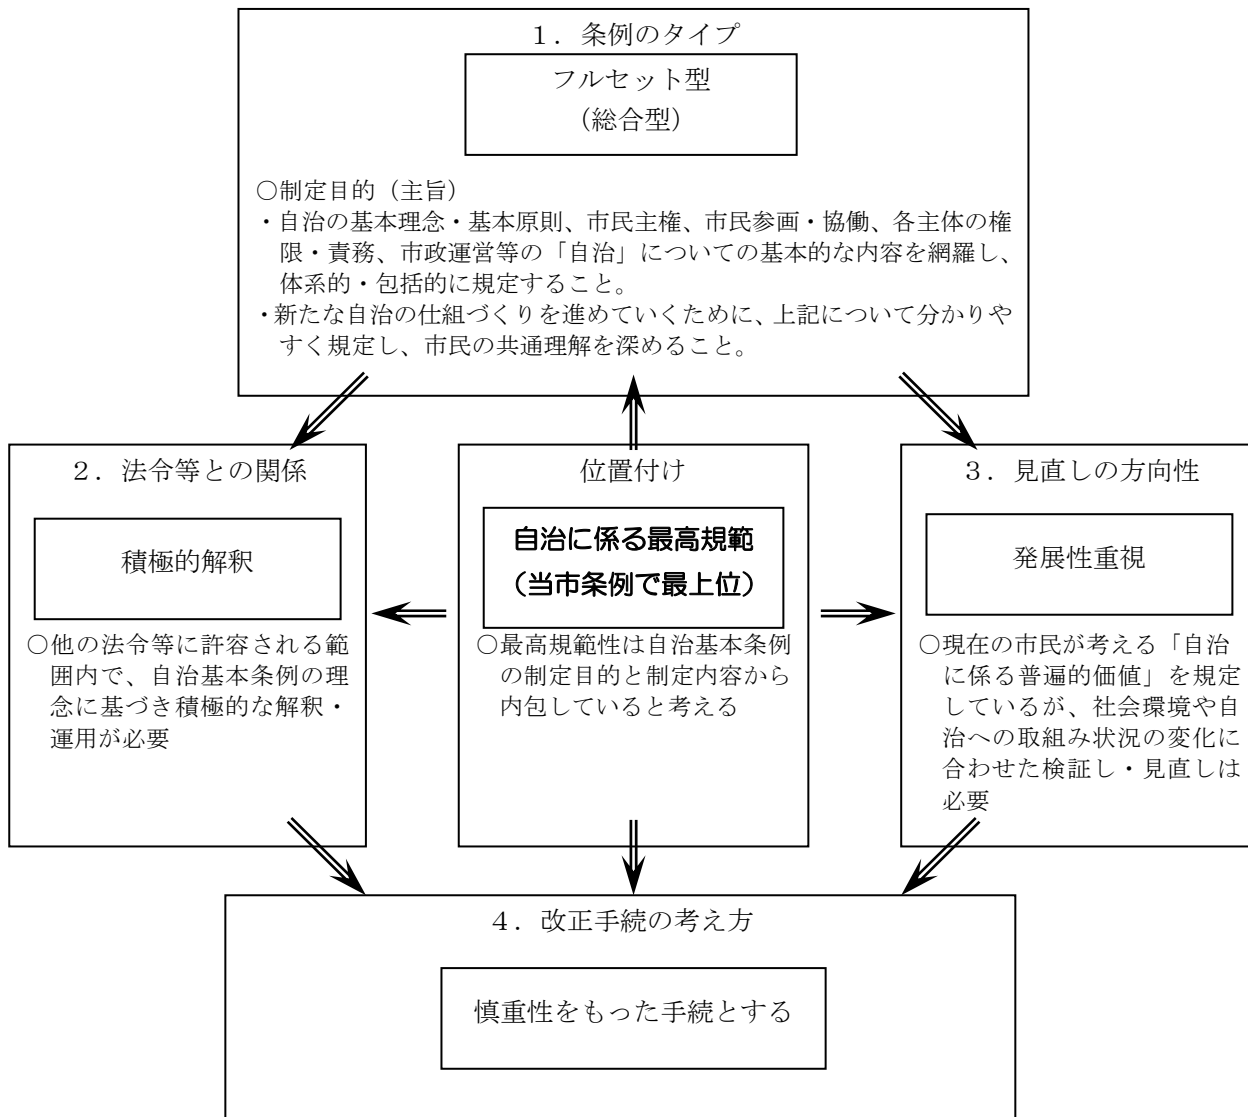 １．条例のタイプ
フルセット型
（総合型）
○制定目的（主旨）
・自治の基本理念・基本原則、市民主権、市民参画・協働、各主体の権
限・責務、市政運営等の「自治」についての基本的な内容を網羅し、
体系的・包括的に規定すること。
・新たな自治の仕組づくりを進めていくために、上記について分かりや
すく規定し、市民の共通理解を深めること。
２．法令等との関係
積極的解釈
○他の法令等に許容される範
囲内で、自治基本条例の理
念に基づき積極的な解釈・
運用が必要
位置付け
自治に係る最高規範
（当市条例で最上位）
○最高規範性は自治基本条例
の制定目的と制定内容から
内包していると考える
３．見直しの方向性
発展性重視
○現在の市民が考える「自治
に係る普遍的価値」を規定
しているが、社会環境や自
治への取組み状況の変化に
合わせた検証し・見直しは
必要
４．改正手続の考え方
慎重性をもった手続とする